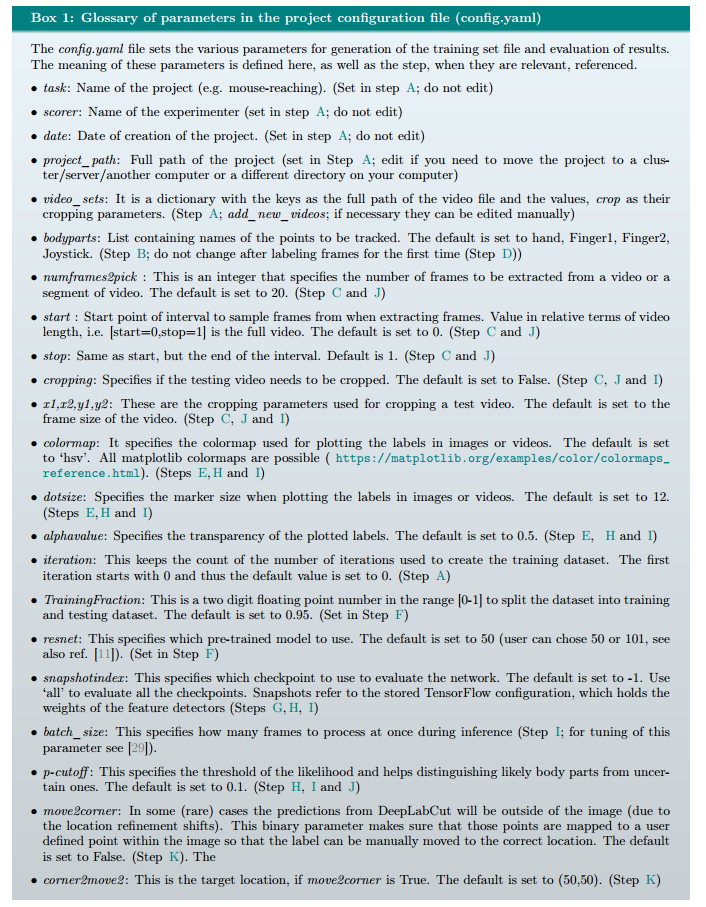 Box 1: Glossary of parameters in the project configuration file (config.yaml)
The config.yaml file sets the various parameters for generation of the training set file and evaluation of results.
The meaning of these parameters is defined here, as well as the step, when they are relevant, referenced.
• task: Name of the project (e.g. mouse-reaching). (Set in step A; do not edit)
• scorer: Name of the experimenter (set in step A; do not edit)
• date: Date of creation of the project. (Set in step A; do not edit)
• project_path: Full path of the project (set in Step A; edit if you need to move the project to a clus-
ter/server/another computer or a different directory on your computer)
• video_sets: It is a dictionary with the keys as the full path of the video file and the values, crop as their
cropping parameters. (Step A; add_new_videos; if necessary they can be edited manually)
• bodyparts: List containing names of the points to be tracked. The default is set to hand, Finger1, Finger2,
Joystick. (Step B; do not change after labeling frames for the first time (Step D))
• numframes2pick : This is an integer that specifies the number of frames to be extracted from a video or a
segment of video. The default is set to 20. (Step C and J)
• start : Start point of interval to sample frames from when extracting frames. Value in relative terms of video
length, i.e. [start=0,stop=1] is the full video. The default is set to 0. (Step C and J)
• stop: Same as start, but the end of the interval. Default is 1. (Step C and J)
• cropping: Specifies if the testing video needs to be cropped. The default is set to False. (Step C, J and I)
• x1,x2,y1,y2: These are the cropping parameters used for cropping a test video. The default is set to the
frame size of the video. (Step C, J and I)
• colormap: It specifies the colormap used for plotting the labels in images or videos. The default is set
to ‘hsv’. All matplotlib colormaps are possible ( https://matplotlib.org/examples/color/colormaps_
reference.html). (Steps E,H and I)
• dotsize: Specifies the marker size when plotting the labels in images or videos. The default is set to 12.
(Steps E,H and I)
• alphavalue: Specifies the transparency of the plotted labels. The default is set to 0.5. (Step E, H and I)
• iteration: This keeps the count of the number of iterations used to create the training dataset. The first
iteration starts with 0 and thus the default value is set to 0. (Step A)
• TrainingFraction: This is a two digit floating point number in the range [0-1] to split the dataset into training
and testing dataset. The default is set to 0.95. (Set in Step F)
• resnet: This specifies which pre-trained model to use. The default is set to 50 (user can chose 50 or 101, see
also ref. [11]). (Set in Step F)
• snapshotindex: This specifies which checkpoint to use to evaluate the network. The default is set to -1. Use
‘all’ to evaluate all the checkpoints. Snapshots refer to the stored TensorFlow configuration, which holds the
weights of the feature detectors (Steps G,H, I)
• batch_size: This specifies how many frames to process at once during inference (Step I; for tuning of this
parameter see [29]).
• p-cutoff: This specifies the threshold of the likelihood and helps distinguishing likely body parts from uncer-
tain ones. The default is set to 0.1. (Step H, I and J)
• move2corner: In some (rare) cases the predictions from DeepLabCut will be outside of the image (due to
the location refinement shifts). This binary parameter makes sure that those points are mapped to a user
defined point within the image so that the label can be manually moved to the correct location. The default
is set to False. (Step K). The
• corner2move2: This is the target location, if move2corner is True. The default is set to (50,50). (Step K)